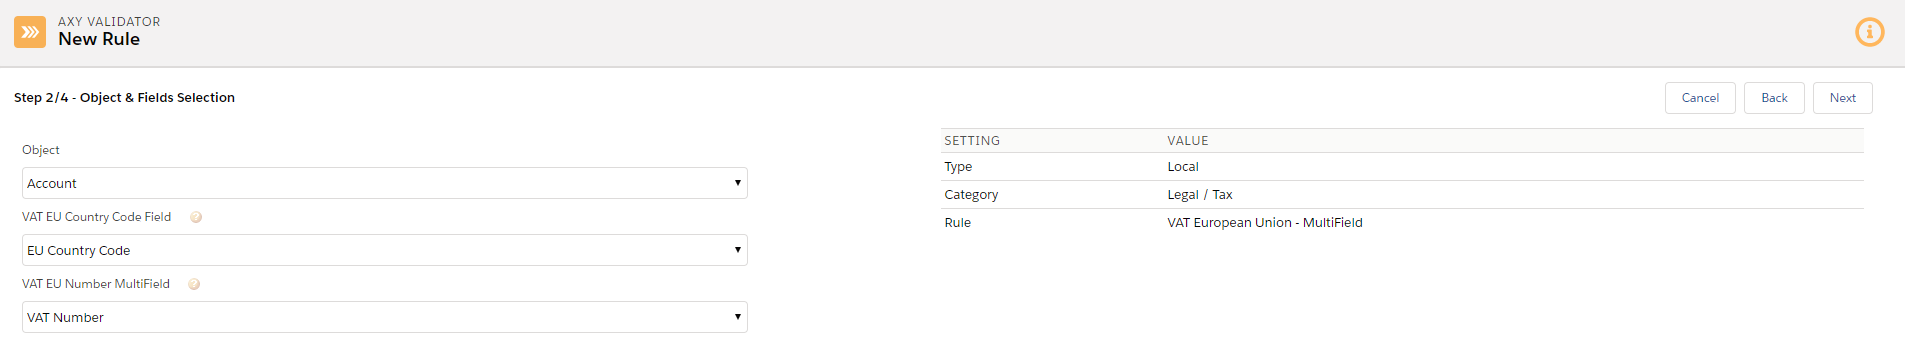 AXY VALIDATOR
New Rule
Step 2/4 - Object & Fields Selection
Cancel
Back
Next
Object
Account
VAT EU Country Code Field ?
EU Country Code
VAT EU Number MultiField ?
VAT Number
SETTING VALUE
Type Local
Category Legal / Tax
Rule VAT European Union - MultiField